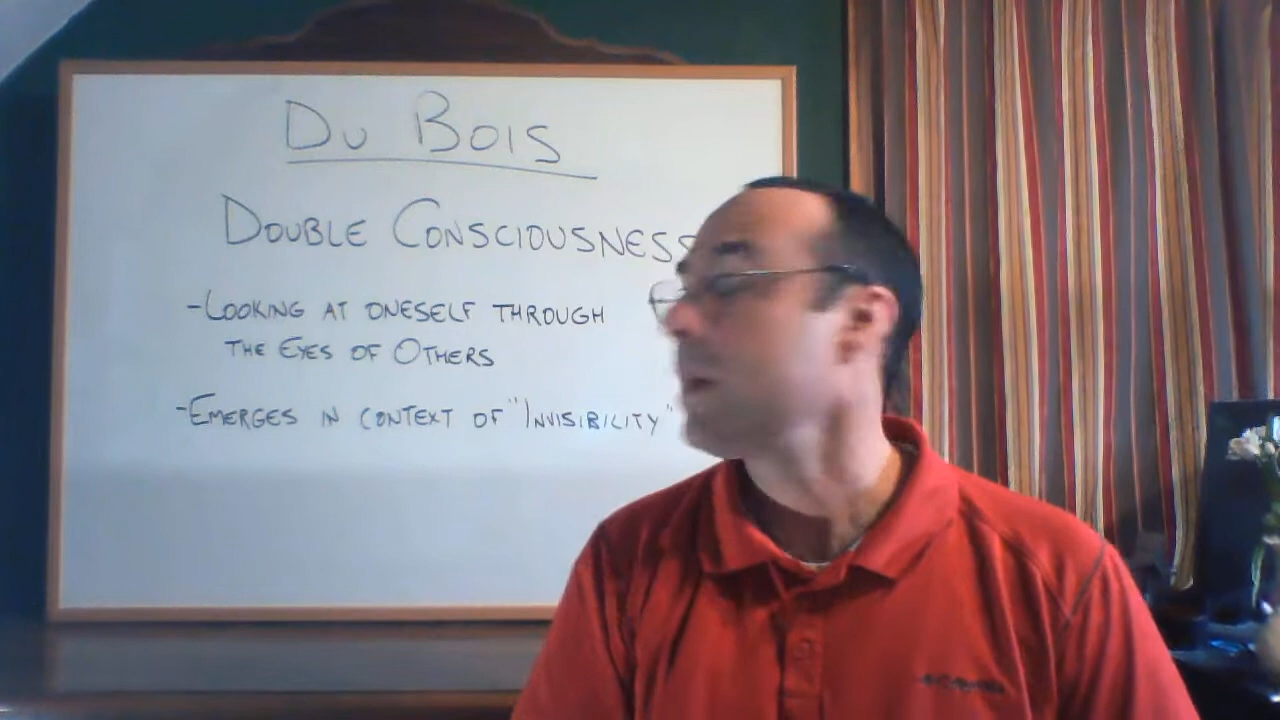 Du Bois
DOUBLE CONSCIOUSNESS
-LOOKING AT ONESELF THROUGH
THE EYES OF OTHERS
-EMERGES IN CONTEXT OF "INVISIBILITY"